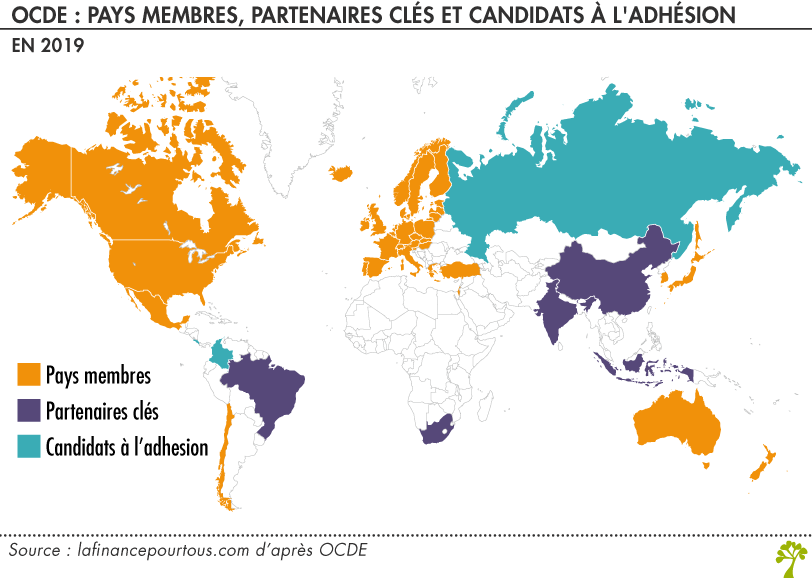 OCDE : PAYS MEMBRES, PARTENAIRES CLÉS ET CANDIDATS À L'ADHÉSION
EN 2019
Pays membres
Partenaires clés
Candidats à l’adhesion
Source : lafinancepourtous.com d’après OCDE